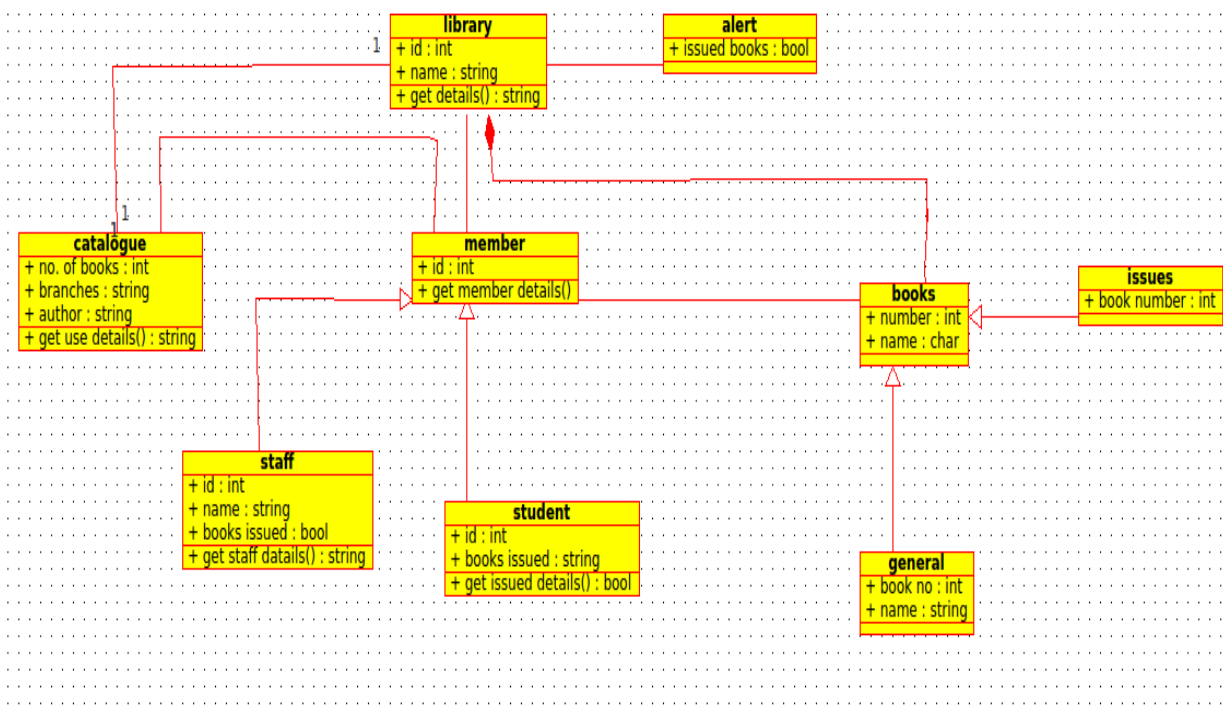 library
+ id : int
+ name : string
+ get details() : string
alert
+ issued books : bool
1
1
1
catalogue
+ no. of books : int
+ branches : string
+ author : string
+ get use details() : string
member
+ id : int
+ get member details()
books
+ number : int
+ name : char
issues
+ book number : int
staff
+ id : int
+ name : string
+ books issued : bool
+ get staff datails() : string
student
+ id : int
+ books issued : string
+ get issued details() : bool
general
+ book no : int
+ name : string